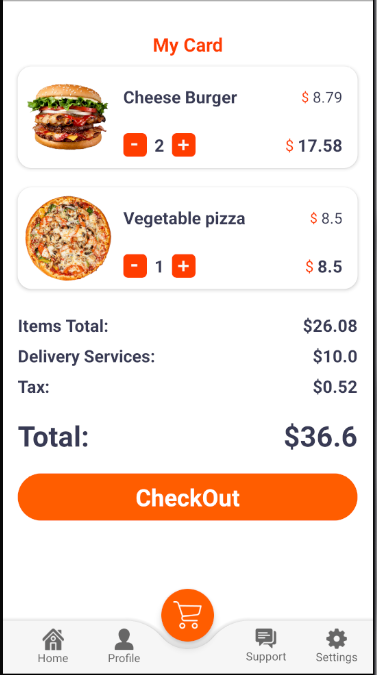 My Card
Cheese Burger $ 8.79
- 2 + $ 17.58
Vegetable pizza $ 8.5
- 1 + $ 8.5
Items Total: $26.08
Delivery Services: $10.0
Tax: $0.52
Total: $36.6
CheckOut
Home Profile Support Settings